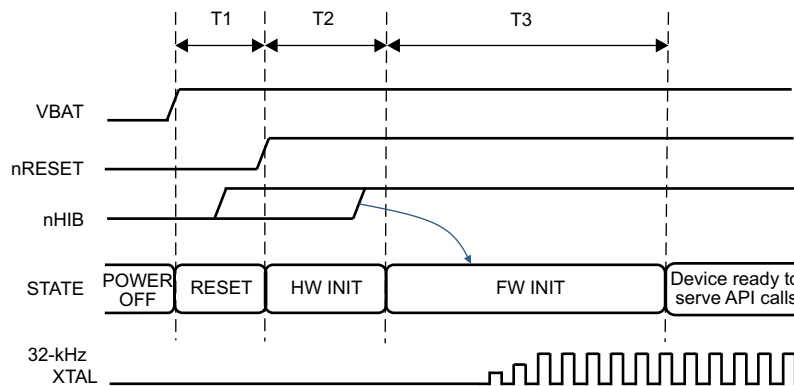 T1 T2 T3
VBAT
nRESET
nHIB
STATE
POWER
OFF
RESET
HW INIT
FW INIT
Device ready to
serve API calls
32-kHz
XTAL